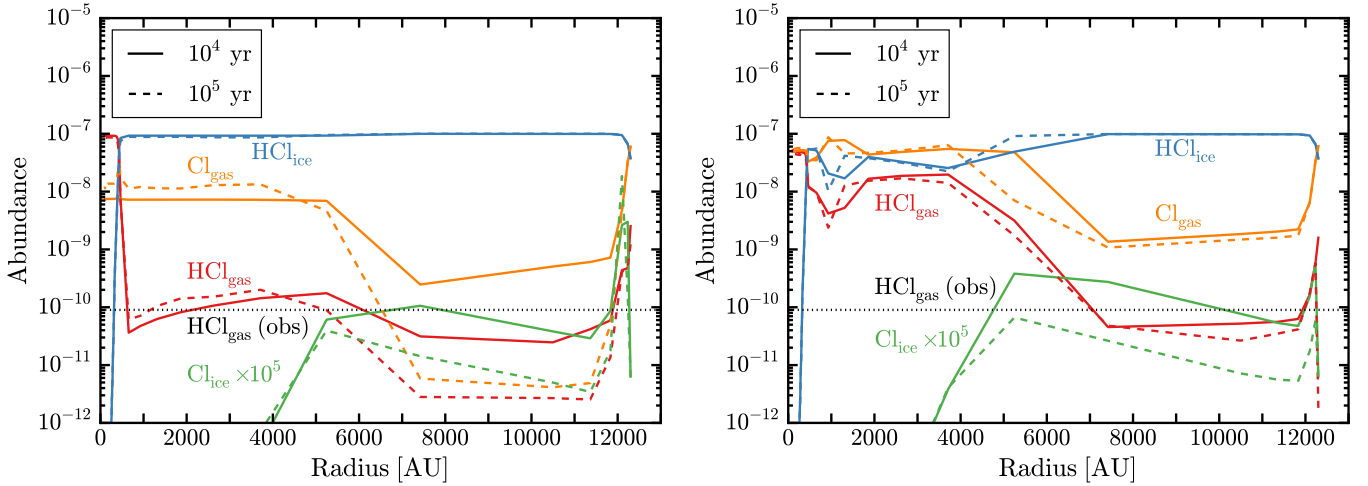 10⁻⁵
10⁻⁶
10⁻⁷
10⁻⁸
10⁻⁹
10⁻¹⁰
10⁻¹¹
10⁻¹²
Abundance
10⁴ yr
10⁵ yr
HCl_ice
Cl_gas
HCl_gas
HCl_gas (obs)
Cl_ice ×10⁵
0 2000 4000 6000 8000 10000 12000
Radius [AU]
10⁻⁵
10⁻⁶
10⁻⁷
10⁻⁸
10⁻⁹
10⁻¹⁰
10⁻¹¹
10⁻¹²
Abundance
10⁴ yr
10⁵ yr
HCl_ice
HCl_gas
Cl_gas
HCl_gas (obs)
Cl_ice ×10⁵
0 2000 4000 6000 8000 10000 12000
Radius [AU]